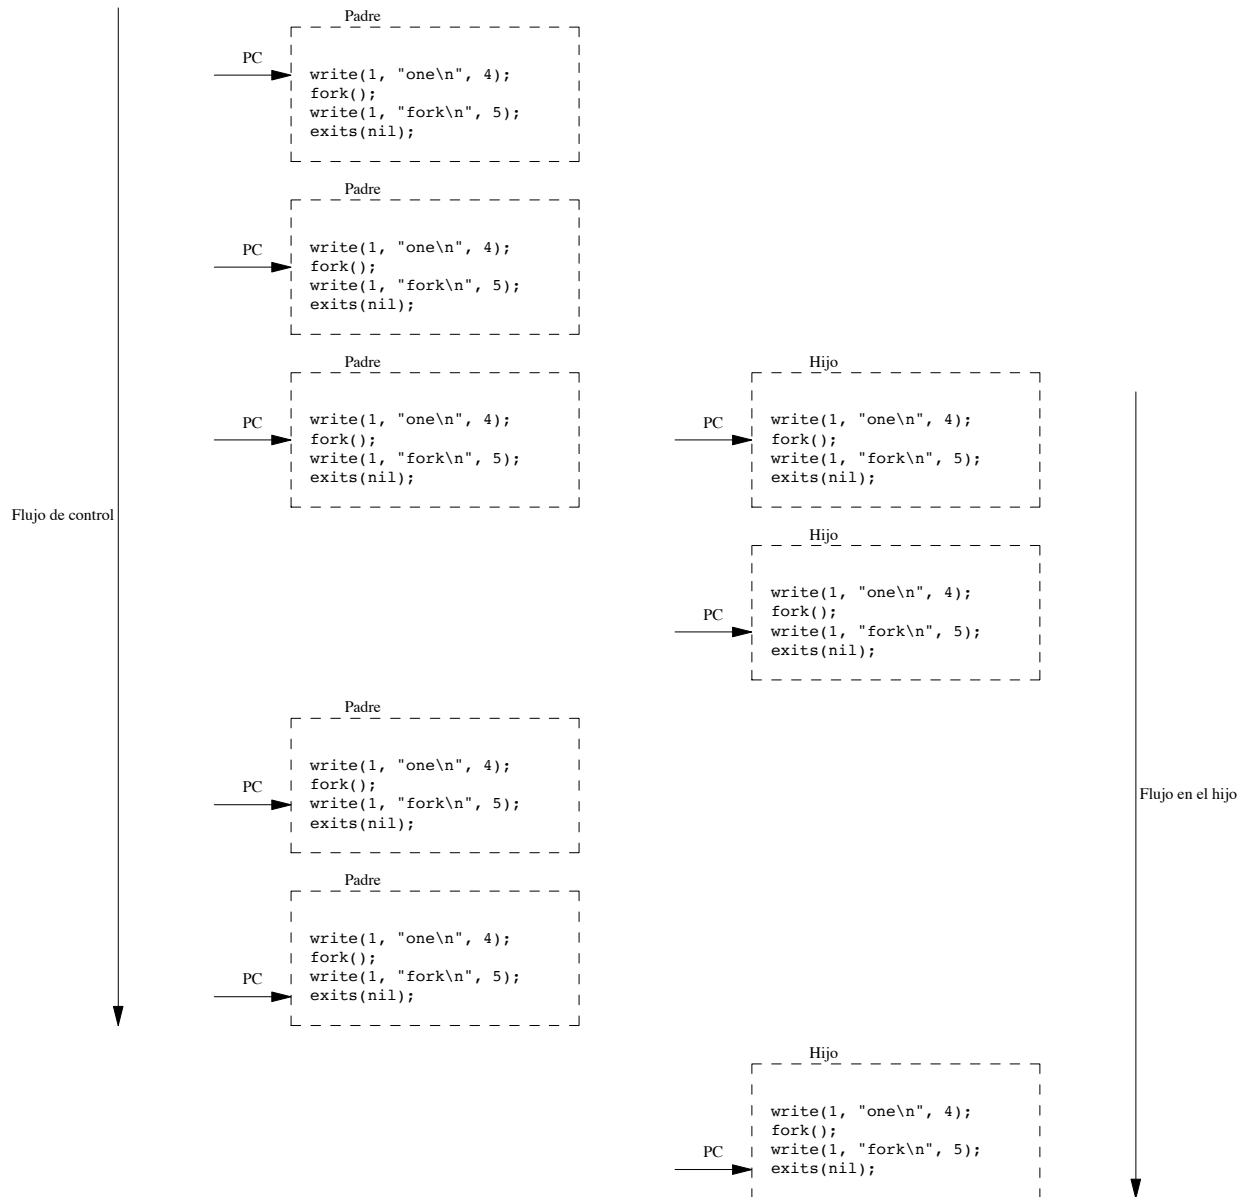 Padre
PC
write(1, "one\n", 4);
fork();
write(1, "fork\n", 5);
exits(nil);
Padre
PC
write(1, "one\n", 4);
fork();
write(1, "fork\n", 5);
exits(nil);
Padre
PC
write(1, "one\n", 4);
fork();
write(1, "fork\n", 5);
exits(nil);
Hijo
PC
write(1, "one\n", 4);
fork();
write(1, "fork\n", 5);
exits(nil);
Flujo de control
Hijo
PC
write(1, "one\n", 4);
fork();
write(1, "fork\n", 5);
exits(nil);
Padre
PC
write(1, "one\n", 4);
fork();
write(1, "fork\n", 5);
exits(nil);
Flujo en el hijo
Padre
PC
write(1, "one\n", 4);
fork();
write(1, "fork\n", 5);
exits(nil);
Hijo
PC
write(1, "one\n", 4);
fork();
write(1, "fork\n", 5);
exits(nil);